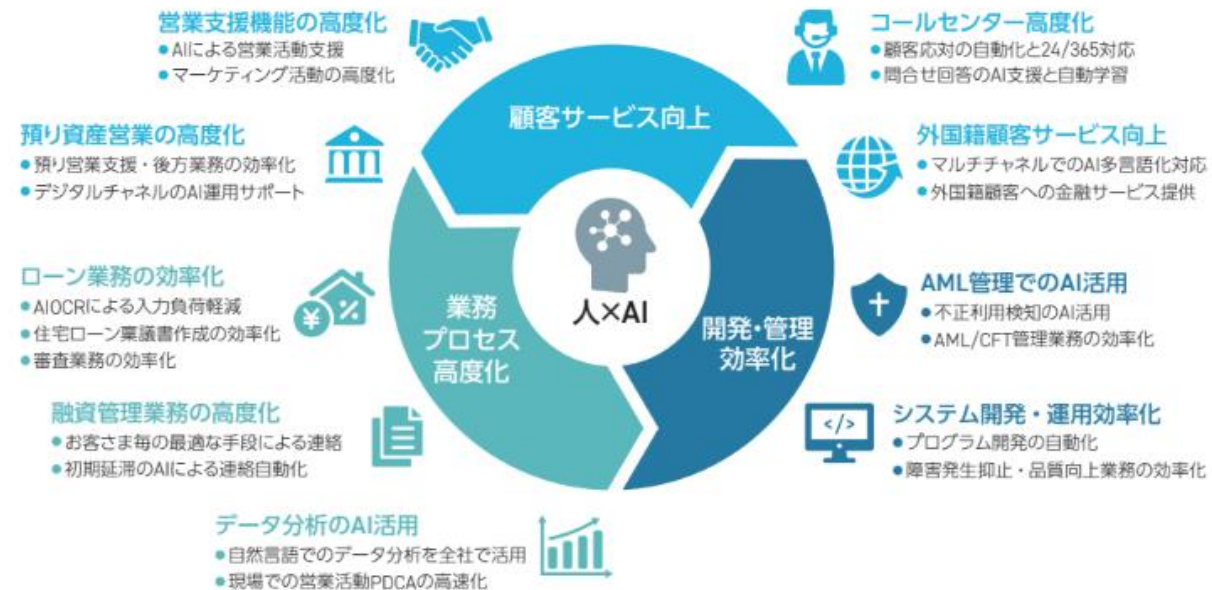 営業支援機能の高度化
●AIによる営業活動支援
●マーケティング活動の高度化
預り資産営業の高度化
●預り営業支援・後方業務の効率化
●デジタルチャネルのAI運用サポート
ローン業務の効率化
●AIOCRによる入力負荷軽減
●住宅ローン稟議書作成の効率化
●審査業務の効率化
融資管理業務の高度化
●お客さま毎の最適な手段による連絡
●初期延滞のAIによる連絡自動化
データ分析のAI活用
●自然言語でのデータ分析を全社で活用
●現場での営業活動PDCAの高速化
顧客サービス向上
人×AI
業務
プロセス
高度化
開発・管理
効率化
コールセンター高度化
●顧客応対の自動化と24/365対応
●問合せ回答のAI支援と自動学習
外国籍顧客サービス向上
●マルチチャネルでのAI多言語化対応
●外国籍顧客への金融サービス提供
AML管理でのAI活用
●不正利用検知のAI活用
●AML/CFT管理業務の効率化
システム開発・運用効率化
●プログラム開発の自動化
●障害発生抑止・品質向上業務の効率化
¥
%
</>